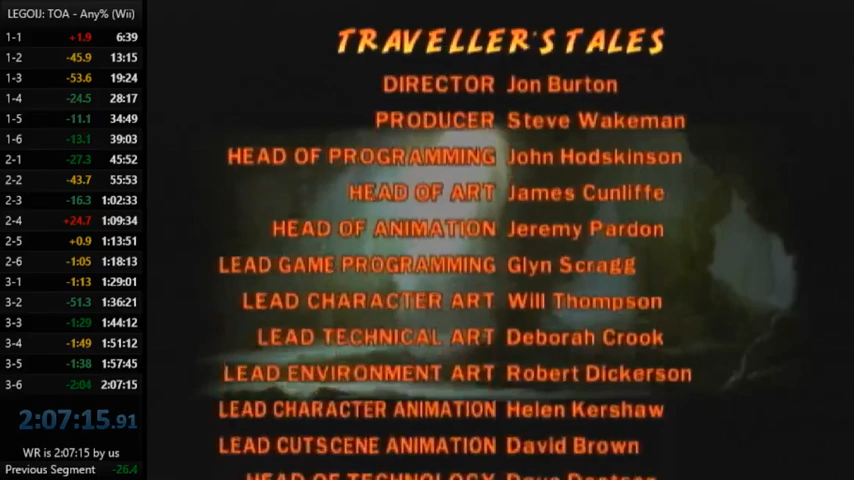 LEGOIJ: TOA - Any% (Wii)
1-1 +1.9 6:39
1-2 -45.9 13:15
1-3 -53.6 19:24
1-4 -24.5 28:17
1-5 -11.1 34:49
1-6 -13.1 39:03
2-1 -27.3 45:52
2-2 -43.7 55:53
2-3 -16.3 1:02:33
2-4 +24.7 1:09:34
2-5 +0.9 1:13:51
2-6 -1:05 1:18:13
3-1 -1:13 1:29:01
3-2 -51.3 1:36:21
3-3 -1:29 1:44:12
3-4 -1:49 1:51:12
3-5 -1:38 1:57:45
3-6 -2:04 2:07:15
2:07:15.91
WR is 2:07:15 by us
Previous Segment -26.4
TRAVELLER'S TALES
DIRECTOR Jon Burton
PRODUCER Steve Wakeman
HEAD OF PROGRAMMING John Hodskinson
HEAD OF ART James Cunliffe
HEAD OF ANIMATION Jeremy Pardon
LEAD GAME PROGRAMMING Glyn Scragg
LEAD CHARACTER ART Will Thompson
LEAD TECHNICAL ART Deborah Crook
LEAD ENVIRONMENT ART Robert Dickerson
LEAD CHARACTER ANIMATION Helen Kershaw
LEAD CUTSCENE ANIMATION David Brown
HEAD OF TECHNOLOGY